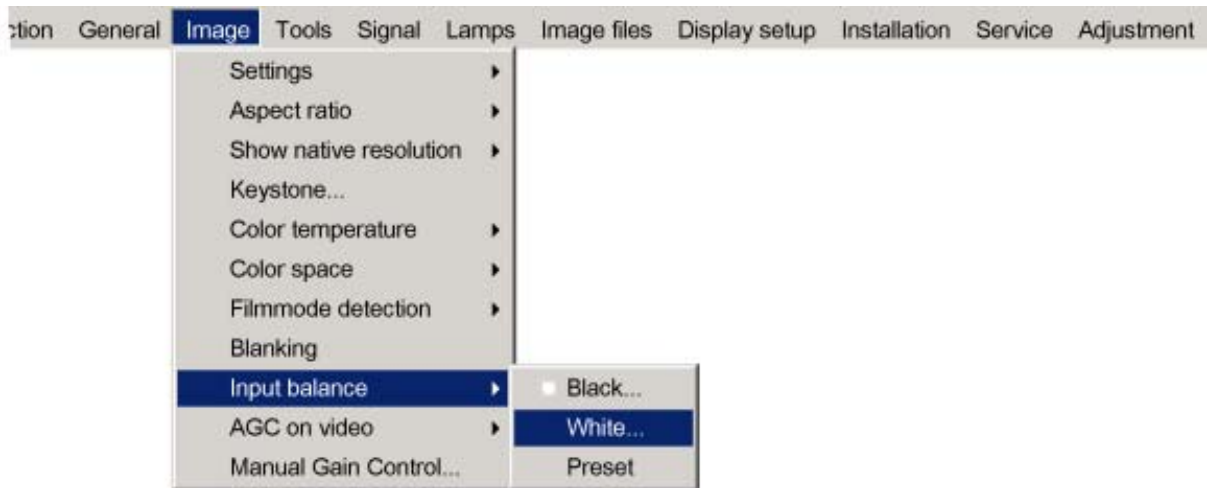 ction General Image Tools Signal Lamps Image files Display setup Installation Service Adjustment
Settings
Aspect ratio
Show native resolution
Keystone...
Color temperature
Color space
Filmmode detection
Blanking
Input balance
Black...
AGC on video
White...
Manual Gain Control...
Preset